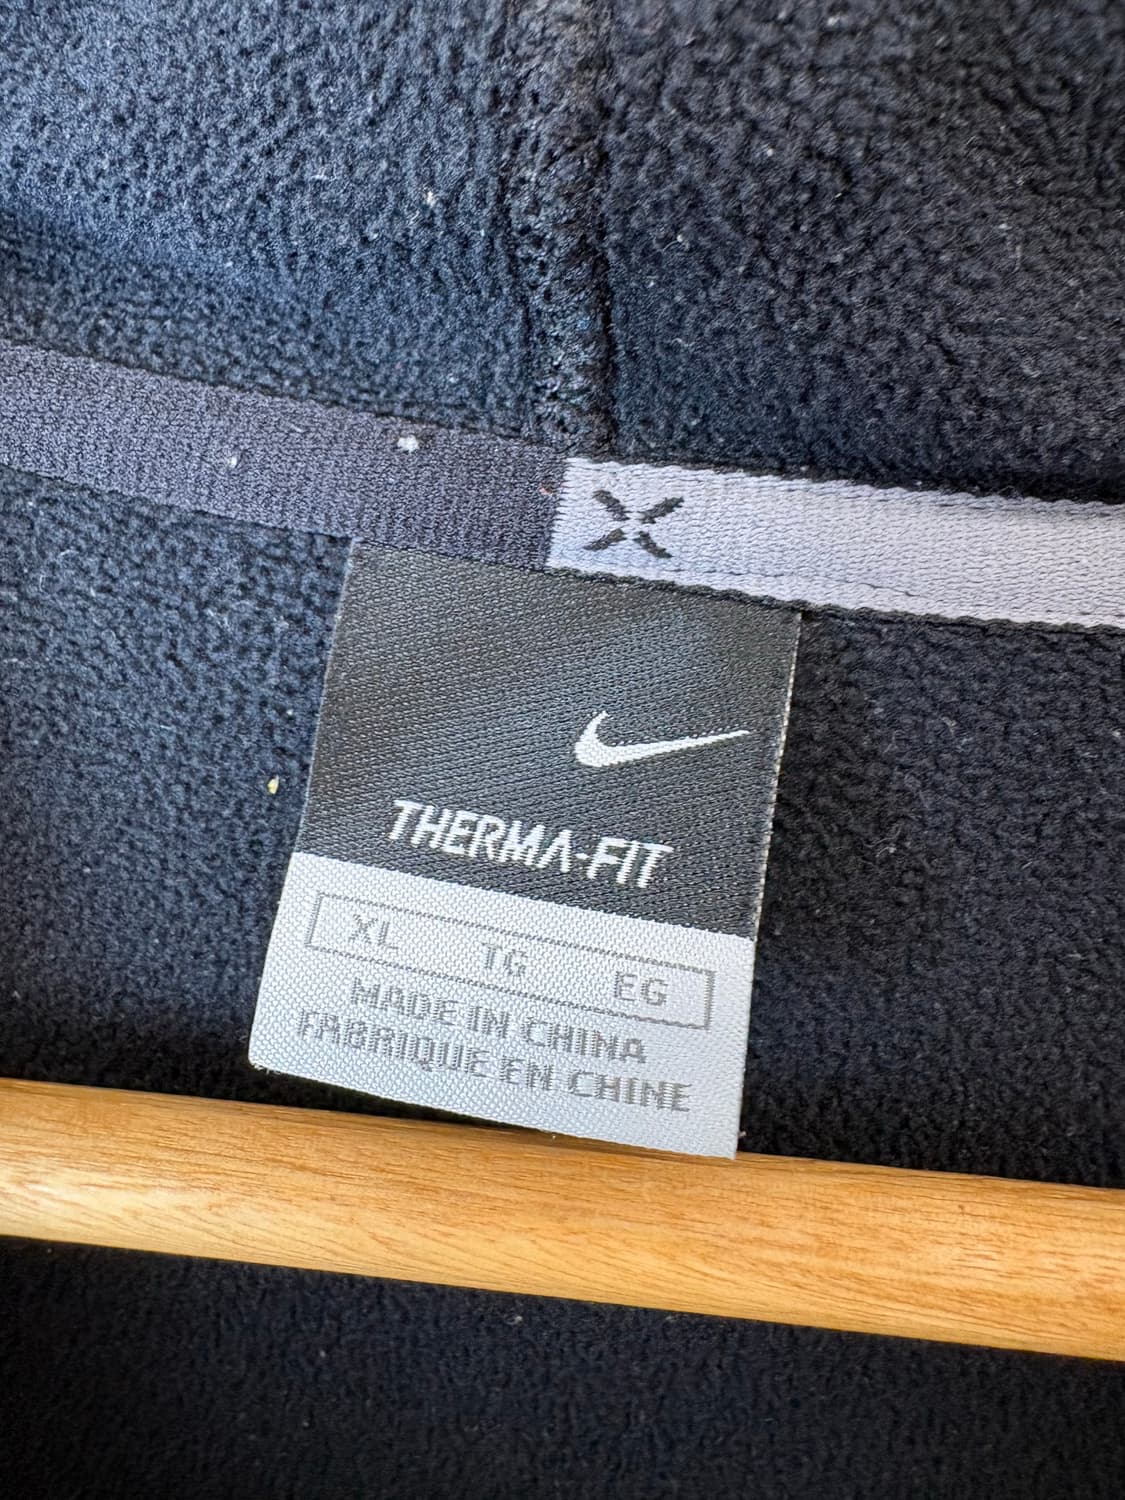 THERMA-FIT
XL TG EG
MADE IN CHINA
FABRIQUE EN CHINE